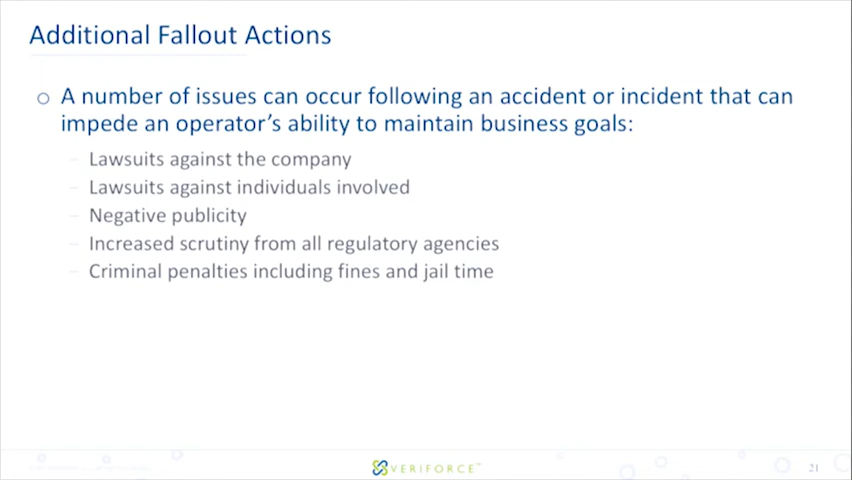 Additional Fallout Actions
A number of issues can occur following an accident or incident that can
impede an operator's ability to maintain business goals:
Lawsuits against the company
Lawsuits against individuals involved
Negative publicity
Increased scrutiny from all regulatory agencies
Criminal penalties including fines and jail time
VERIFORCE™
21